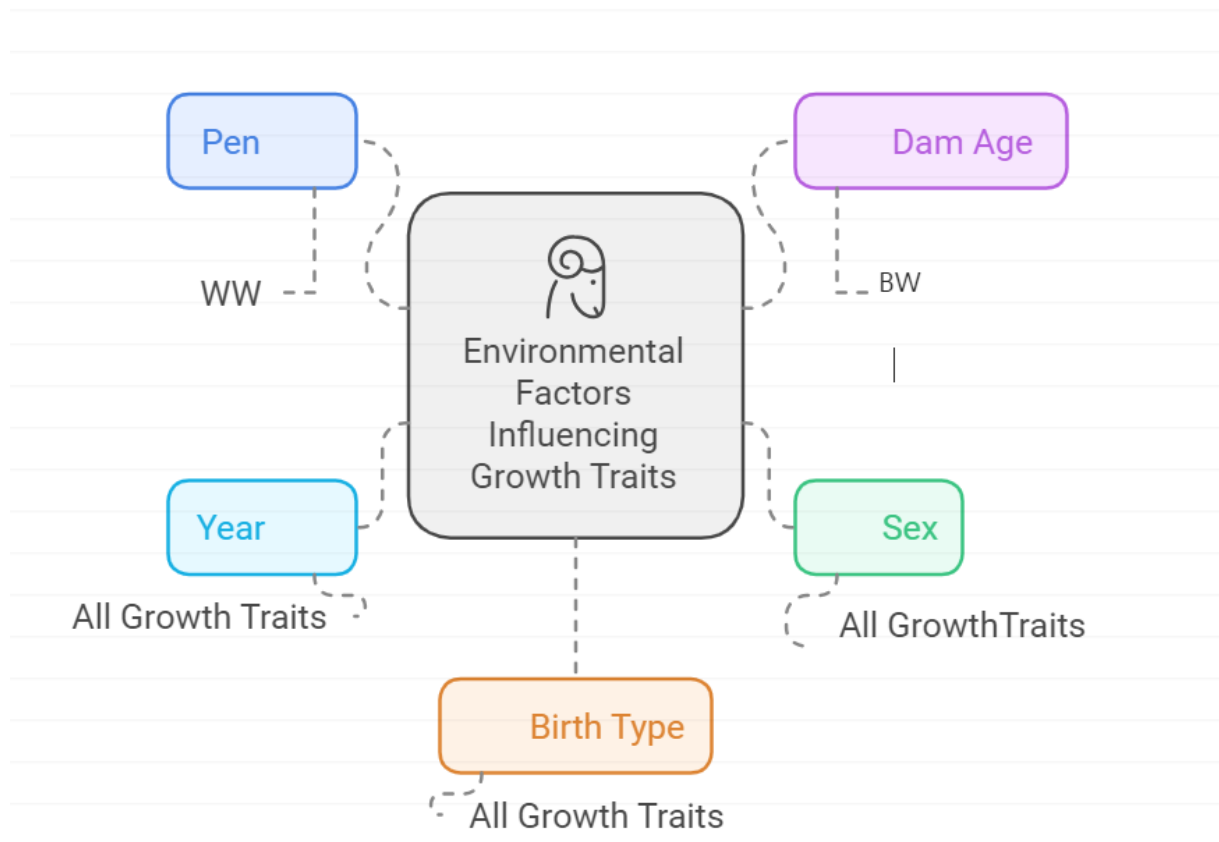 Pen
Dam Age
WW
BW
Environmental
Factors
Influencing
Growth Traits
Year
Sex
All Growth Traits
All GrowthTraits
Birth Type
All Growth Traits